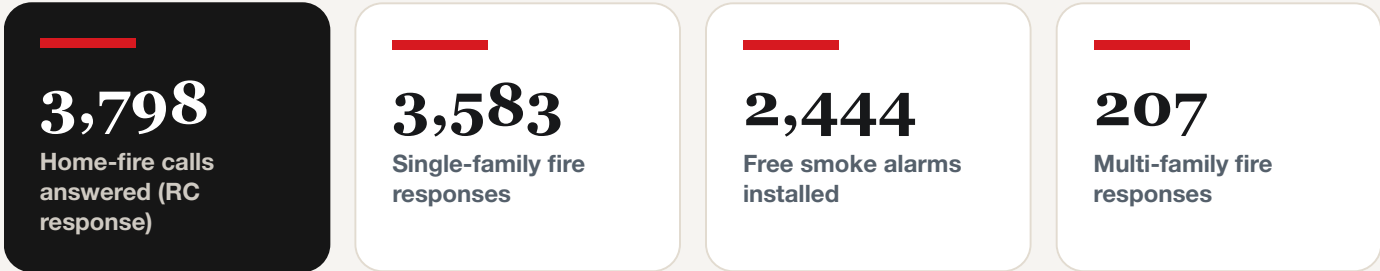 3,798
Home-fire calls
answered (RC
response)
3,583
Single-family fire
responses
2,444
Free smoke alarms
installed
207
Multi-family fire
responses